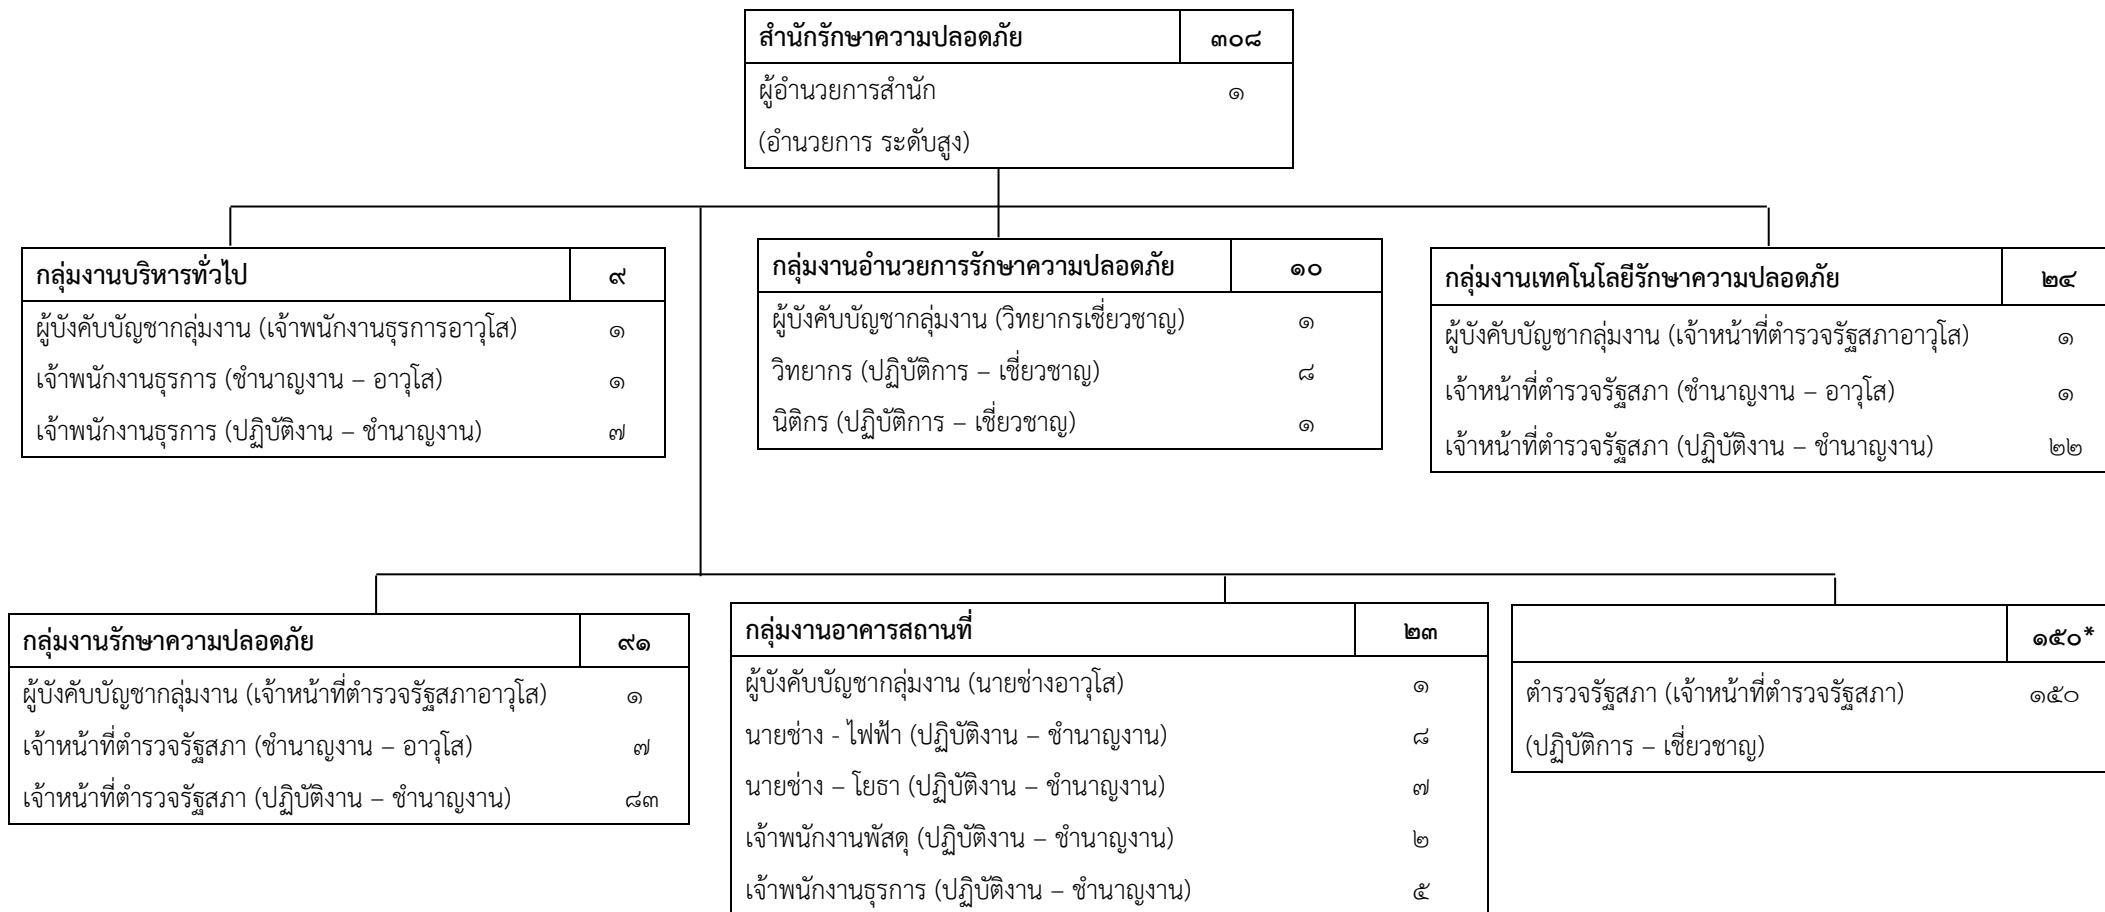 สำนักรักษาความปลอดภัย ๓๐๘
ผู้อำนวยการสำนัก ๑
(อำนวยการ ระดับสูง)
กลุ่มงานบริหารทั่วไป ๙
ผู้บังคับบัญชากลุ่มงาน (เจ้าพนักงานธุรการอาวุโส) ๑
เจ้าพนักงานธุรการ (ชำนาญงาน – อาวุโส) ๑
เจ้าพนักงานธุรการ (ปฏิบัติงาน – ชำนาญงาน) ๗
กลุ่มงานอำนวยการรักษาความปลอดภัย ๑๐
ผู้บังคับบัญชากลุ่มงาน (วิทยากรเชี่ยวชาญ) ๑
วิทยากร (ปฏิบัติการ – เชี่ยวชาญ) ๘
นิติกร (ปฏิบัติการ – เชี่ยวชาญ) ๑
กลุ่มงานเทคโนโลยีรักษาความปลอดภัย ๒๔
ผู้บังคับบัญชากลุ่มงาน (เจ้าหน้าที่ตำรวจรัฐสภาอาวุโส) ๑
เจ้าหน้าที่ตำรวจรัฐสภา (ชำนาญงาน – อาวุโส) ๑
เจ้าหน้าที่ตำรวจรัฐสภา (ปฏิบัติงาน – ชำนาญงาน) ๒๒
กลุ่มงานรักษาความปลอดภัย ๙๑
ผู้บังคับบัญชากลุ่มงาน (เจ้าหน้าที่ตำรวจรัฐสภาอาวุโส) ๑
เจ้าหน้าที่ตำรวจรัฐสภา (ชำนาญงาน – อาวุโส) ๗
เจ้าหน้าที่ตำรวจรัฐสภา (ปฏิบัติงาน – ชำนาญงาน) ๘๓
กลุ่มงานอาคารสถานที่ ๒๓
ผู้บังคับบัญชากลุ่มงาน (นายช่างอาวุโส) ๑
นายช่าง - ไฟฟ้า (ปฏิบัติงาน – ชำนาญงาน) ๘
นายช่าง – โยธา (ปฏิบัติงาน – ชำนาญงาน) ๗
เจ้าพนักงานพัสดุ (ปฏิบัติงาน – ชำนาญงาน) ๒
เจ้าพนักงานธุรการ (ปฏิบัติงาน – ชำนาญงาน) ๕
๑๕๐*
ตำรวจรัฐสภา (เจ้าหน้าที่ตำรวจรัฐสภา) ๑๕๐
(ปฏิบัติการ – เชี่ยวชาญ)